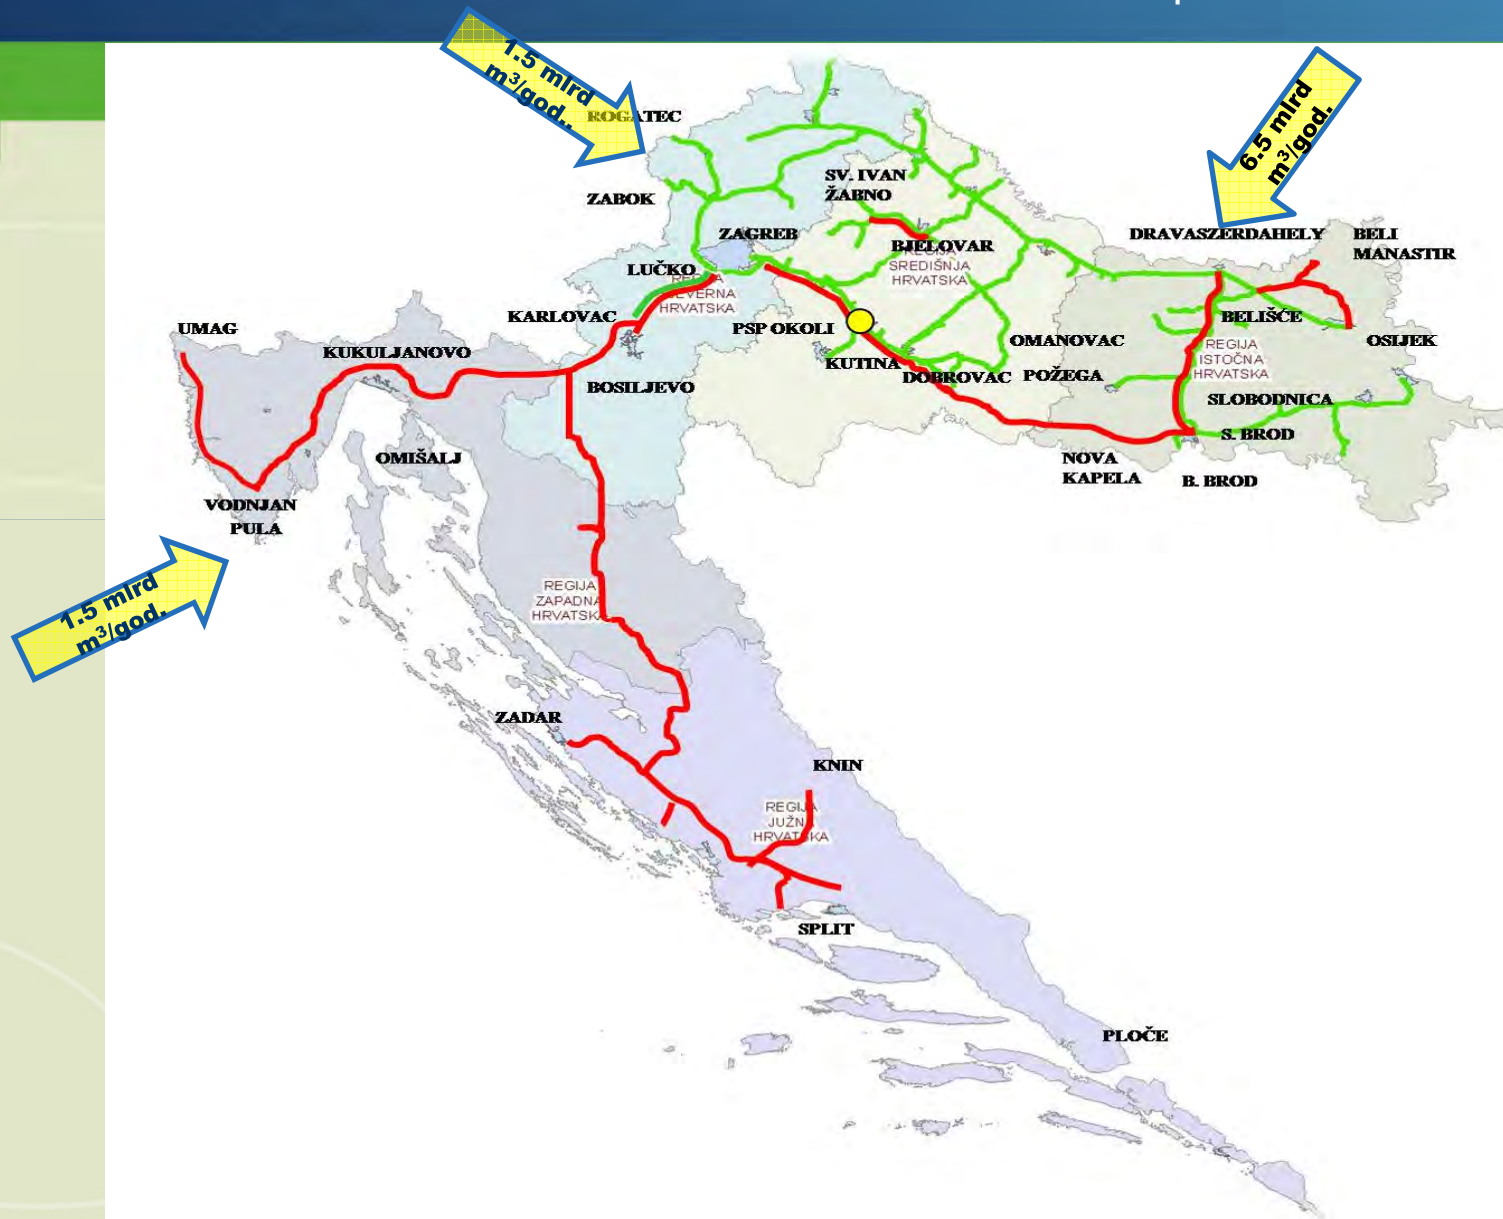 1.5 mlrd
m³/god..
6.5 mlrd
m³/god.
ROGATEC
SV. IVAN
ŽABNO
ZABOK
ZAGREB
DRAVASZERDAHELY
BELI
MANASTIR
BJELOVAR
REGIJA
SREDIŠNJA
HRVATSKA
LUČKO
REGIJA
SJEVERNA
HRVATSKA
KARLOVAC
PSP OKOLI
BELIŠĆE
UMAG
OMANOVAC
OSIJEK
KUKULJANOVO
REGIJA
ISTOČNA
HRVATSKA
KUTINA
DOBROVAC
POŽEGA
BOSILJEVO
SLOBODNICA
S. BROD
OMIŠALJ
NOVA
KAPELA
B. BROD
VODNJAN
PULA
1.5 mlrd
m³/god.
REGIJA
ZAPADNA
HRVATSKA
ZADAR
KNIN
REGIJA
JUŽNA
HRVATSKA
SPLIT
PLOČE